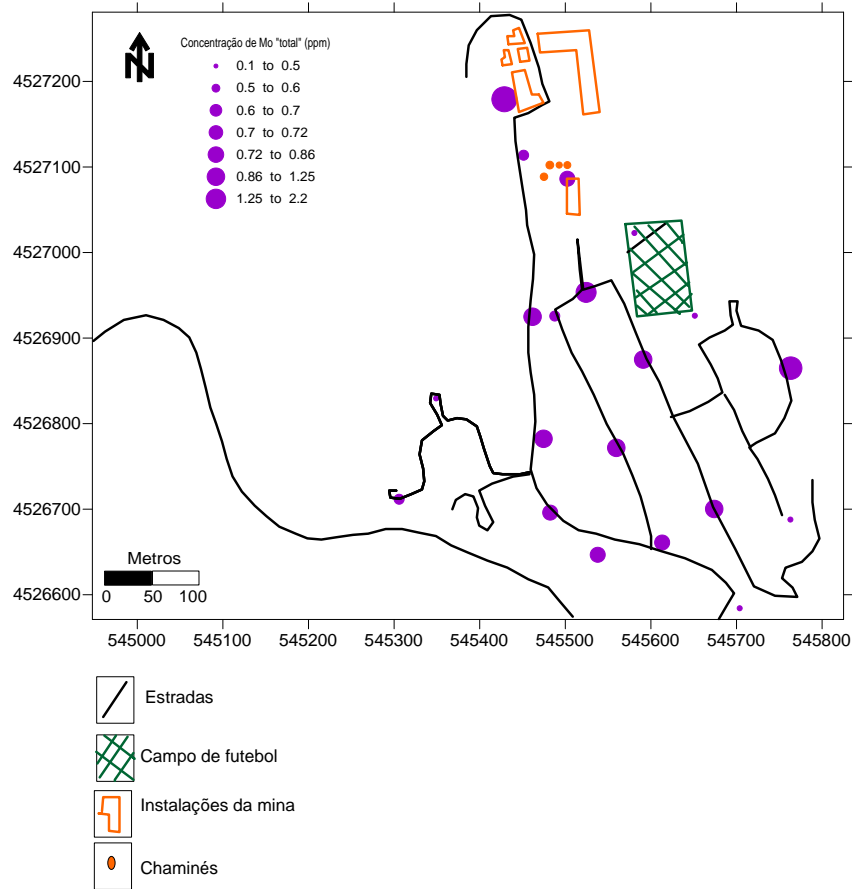 Concentração de Mo "total" (ppm)
0.1 to 0.5
0.5 to 0.6
0.6 to 0.7
0.7 to 0.72
0.72 to 0.86
0.86 to 1.25
1.25 to 2.2
N
4527200
4527100
4527000
4526900
4526800
4526700
4526600
Metros
0 50 100
545000 545100 545200 545300 545400 545500 545600 545700 545800
Estradas
Campo de futebol
Instalações da mina
Chaminés